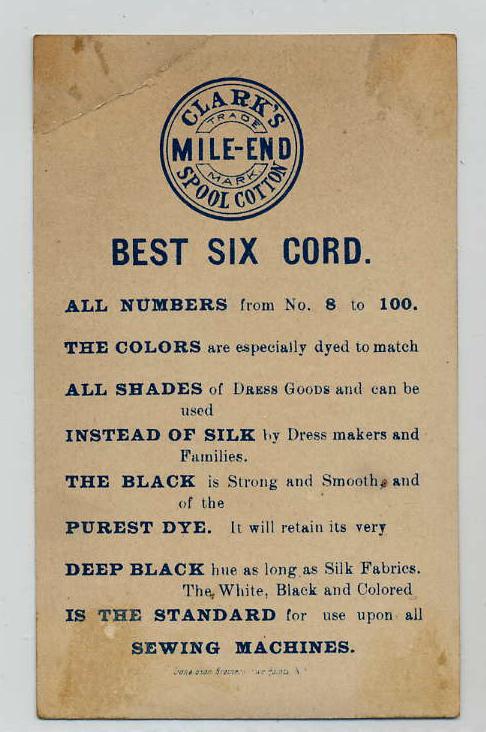 CLARK'S
TRADE
MILE-END
MARK
SPOOL COTTON
BEST SIX CORD.
ALL NUMBERS from No. 8 to 100.
THE COLORS are especially dyed to match
ALL SHADES of DRESS GOODS and can be
used
INSTEAD OF SILK by Dress makers and
Families.
THE BLACK is Strong and Smooth, and
of the
PUREST DYE. It will retain its very
DEEP BLACK hue as long as Silk Fabrics.
The White, Black and Colored
IS THE STANDARD for use upon all
SEWING MACHINES.